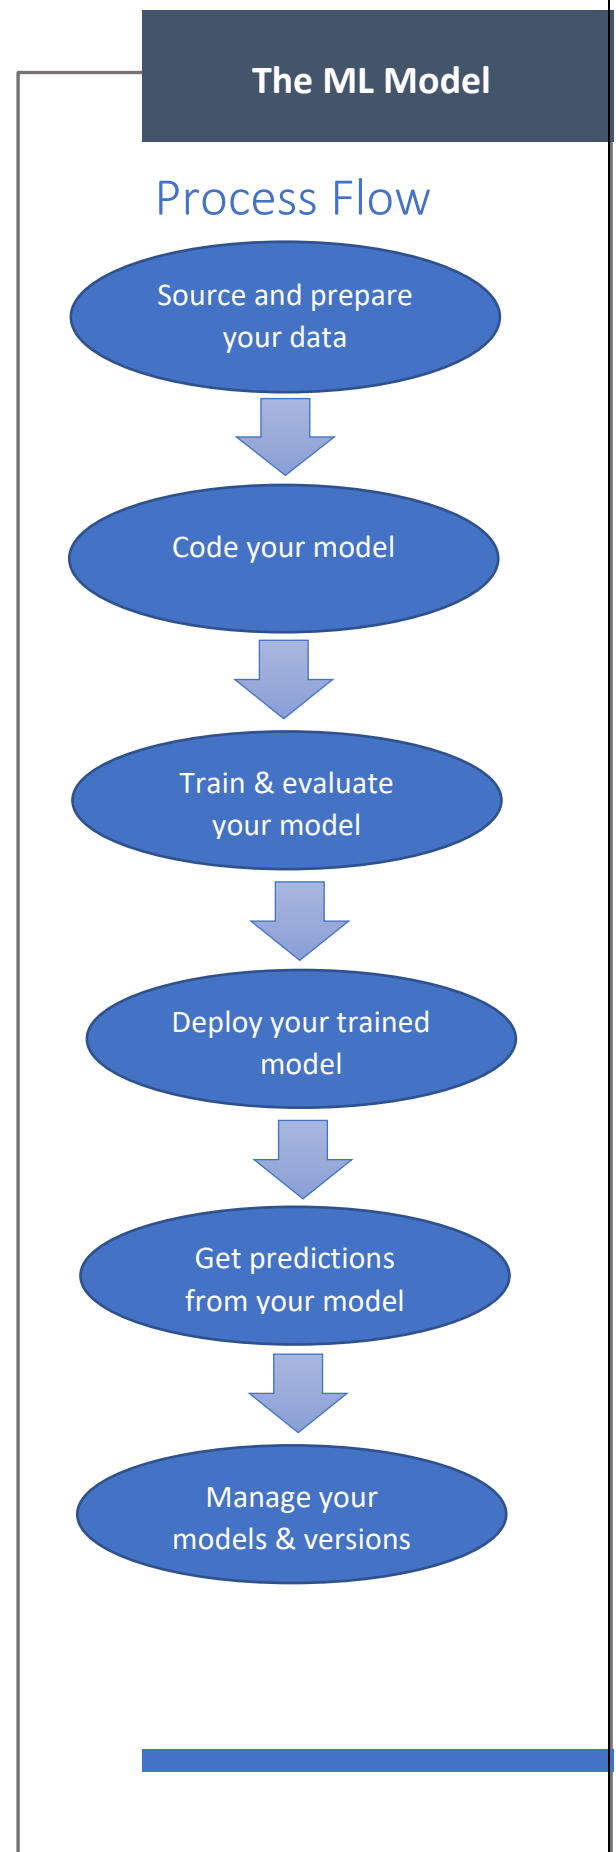 The ML Model
Process Flow
Source and prepare
your data
Code your model
Train & evaluate
your model
Deploy your trained
model
Get predictions
from your model
Manage your
models & versions